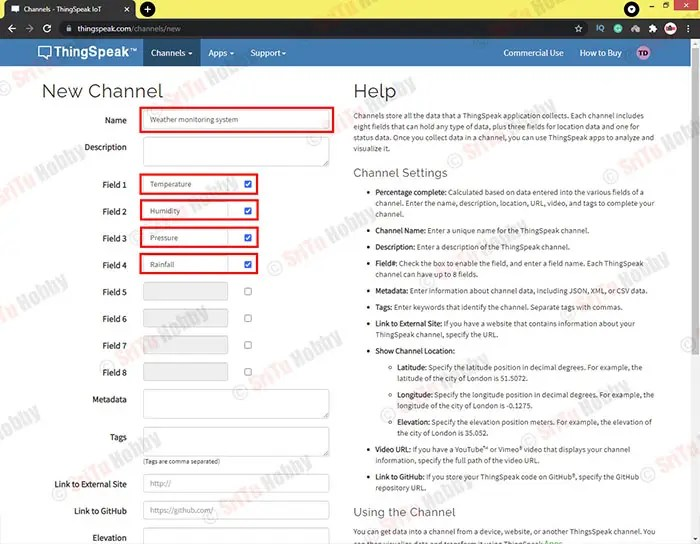 Channels - ThingSpeak IoT
thingspeak.com/channels/new
ThingSpeak™
Channels
Apps
Support
Commercial Use
How to Buy
TD
New Channel
Name
Weather monitoring system
Description
Field 1
Temperature
Field 2
Humidity
Field 3
Pressure
Field 4
Rainfall
Field 5
Field 6
Field 7
Field 8
Metadata
Tags
(Tags are comma separated)
Link to External Site
http://
Link to GitHub
https://github.com/
Elevation
Help
Channels store all the data that a ThingSpeak application collects. Each channel includes
eight fields that can hold any type of data, plus three fields for location data and one for
status data. Once you collect data in a channel, you can use ThingSpeak apps to analyze and
visualize it.
Channel Settings
• Percentage complete: Calculated based on data entered into the various fields of a
channel. Enter the name, description, location, URL, video, and tags to complete your
channel.
• Channel Name: Enter a unique name for the ThingSpeak channel.
• Description: Enter a description of the ThingSpeak channel.
• Field#: Check the box to enable the field, and enter a field name. Each ThingSpeak
channel can have up to 8 fields.
• Metadata: Enter information about channel data, including JSON, XML, or CSV data.
• Tags: Enter keywords that identify the channel. Separate tags with commas.
• Link to External Site: If you have a website that contains information about your
ThingSpeak channel, specify the URL.
• Show Channel Location:
Latitude: Specify the latitude position in decimal degrees. For example, the
latitude of the city of London is 51.5072.
Longitude: Specify the longitude position in decimal degrees. For example, the
longitude of the city of London is -0.1275.
Elevation: Specify the elevation position meters. For example, the elevation of
the city of London is 35.052.
• Video URL: If you have a YouTube™ or Vimeo® video that displays your channel
information, specify the full path of the video URL.
• Link to GitHub: If you store your ThingSpeak code on GitHub®, specify the GitHub
repository URL.
Using the Channel
You can get data into a channel from a device, website, or another ThingSpeak channel. You
© SriTu Hobby